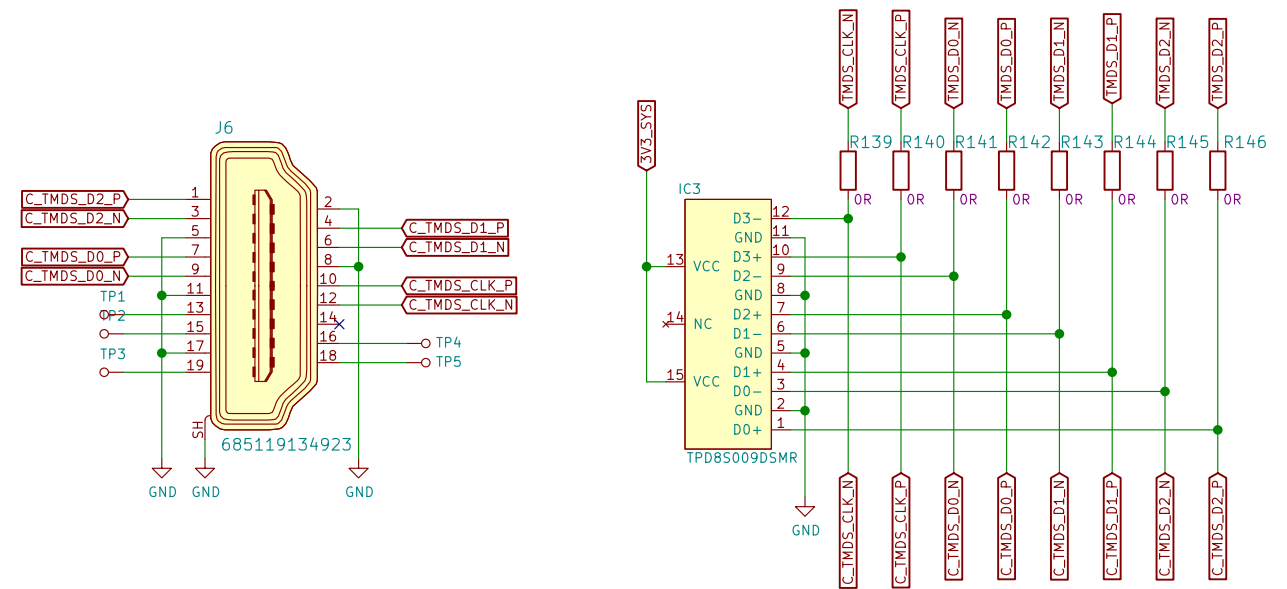 J6
C_TMDS_D2_P
C_TMDS_D2_N
C_TMDS_D0_P
C_TMDS_D0_N
TP1
TP2
TP3
1
3
5
7
9
11
13
15
17
19
SH
2
4
6
8
10
12
14
16
18
C_TMDS_D1_P
C_TMDS_D1_N
C_TMDS_CLK_P
C_TMDS_CLK_N
TP4
TP5
685119134923
GND
GND
GND
3V3_SYS
IC3
13 VCC
14 NC
15 VCC
D3- 12
GND 11
D3+ 10
D2- 9
GND 8
D2+ 7
D1- 6
GND 5
D1+ 4
D0- 3
GND 2
D0+ 1
TPD8S009DSMR
GND
TMDS_CLK_N
TMDS_CLK_P
TMDS_D0_N
TMDS_D0_P
TMDS_D1_N
TMDS_D1_P
TMDS_D2_N
TMDS_D2_P
R139 R140 R141 R142 R143 R144 R145 R146
0R 0R 0R 0R 0R 0R 0R 0R
C_TMDS_CLK_N
C_TMDS_CLK_P
C_TMDS_D0_N
C_TMDS_D0_P
C_TMDS_D1_N
C_TMDS_D1_P
C_TMDS_D2_N
C_TMDS_D2_P